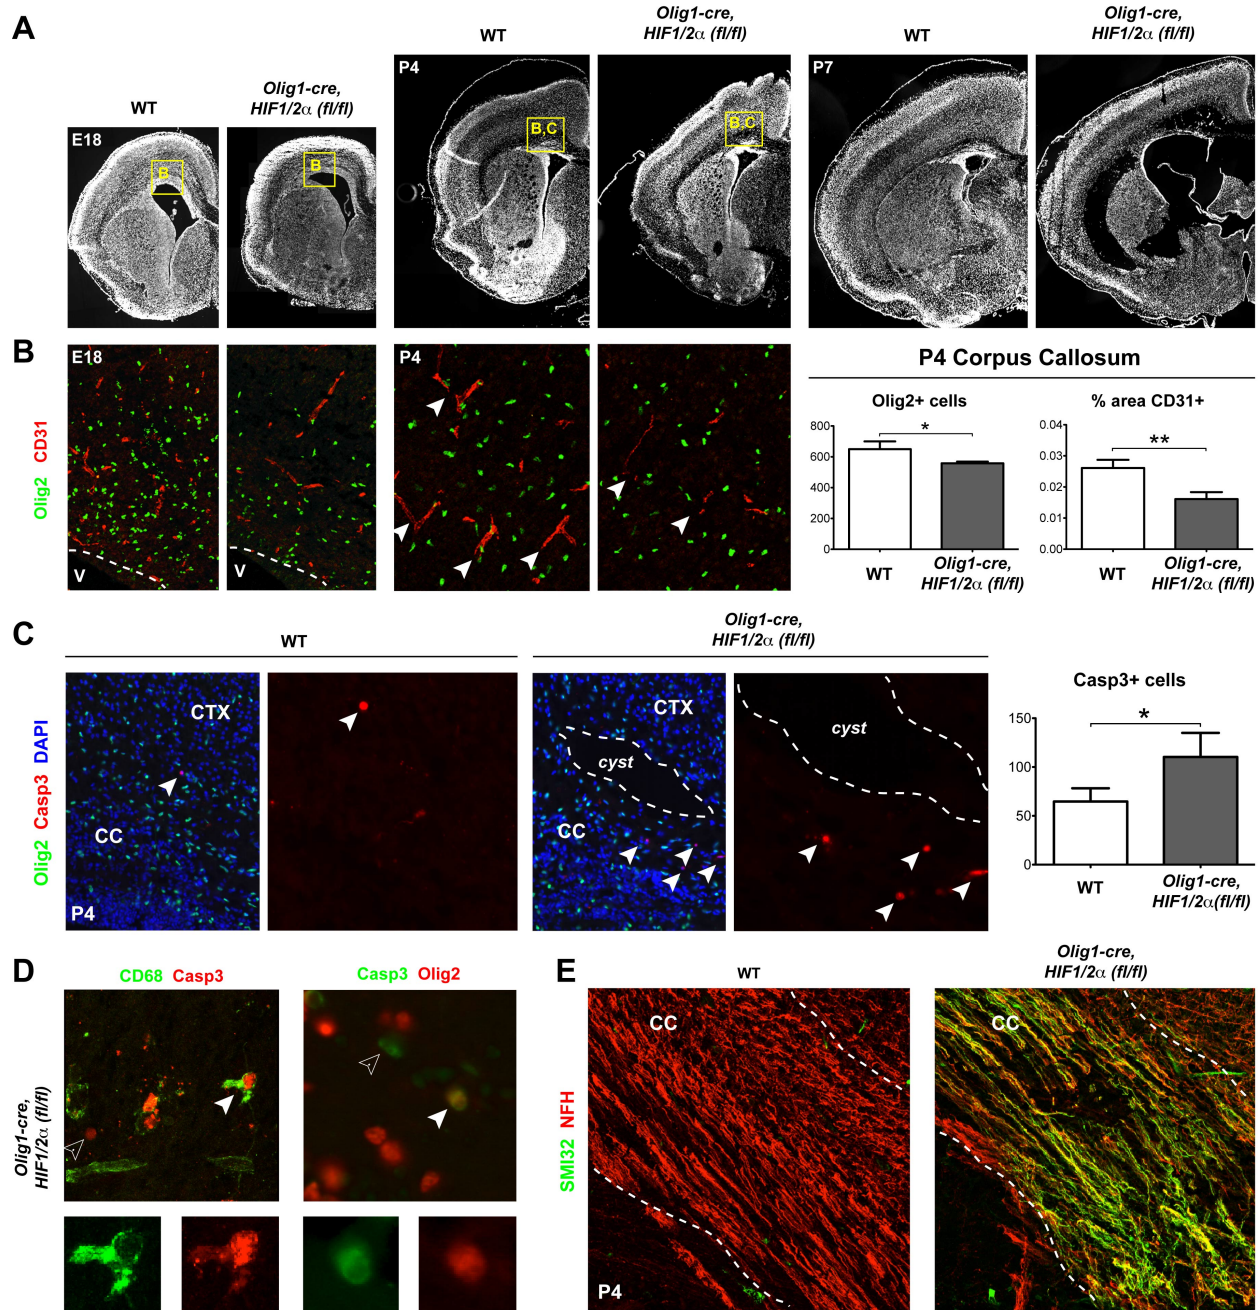 A
WT
Olig1-cre,
HIF1/2α (fl/fl)
WT
Olig1-cre,
HIF1/2α (fl/fl)
WT
Olig1-cre,
HIF1/2α (fl/fl)
E18
B
B
P4
B,C
B,C
P7
B
Olig2 CD31
E18
V
V
P4
P4 Corpus Callosum
Olig2+ cells
800
600
400
200
0
*
WT
Olig1-cre,
HIF1/2α (fl/fl)
% area CD31+
0.04
0.03
0.02
0.01
0.00
**
WT
Olig1-cre,
HIF1/2α (fl/fl)
C
WT
Olig1-cre,
HIF1/2α (fl/fl)
Olig2 Casp3 DAPI
CTX
CC
P4
CTX
cyst
CC
cyst
Casp3+ cells
150
100
50
0
*
WT
Olig1-cre,
HIF1/2α(fl/fl)
D
CD68 Casp3
Casp3 Olig2
Olig1-cre,
HIF1/2α (fl/fl)
E
WT
Olig1-cre,
HIF1/2α (fl/fl)
SMI32 NFH
CC
P4
CC